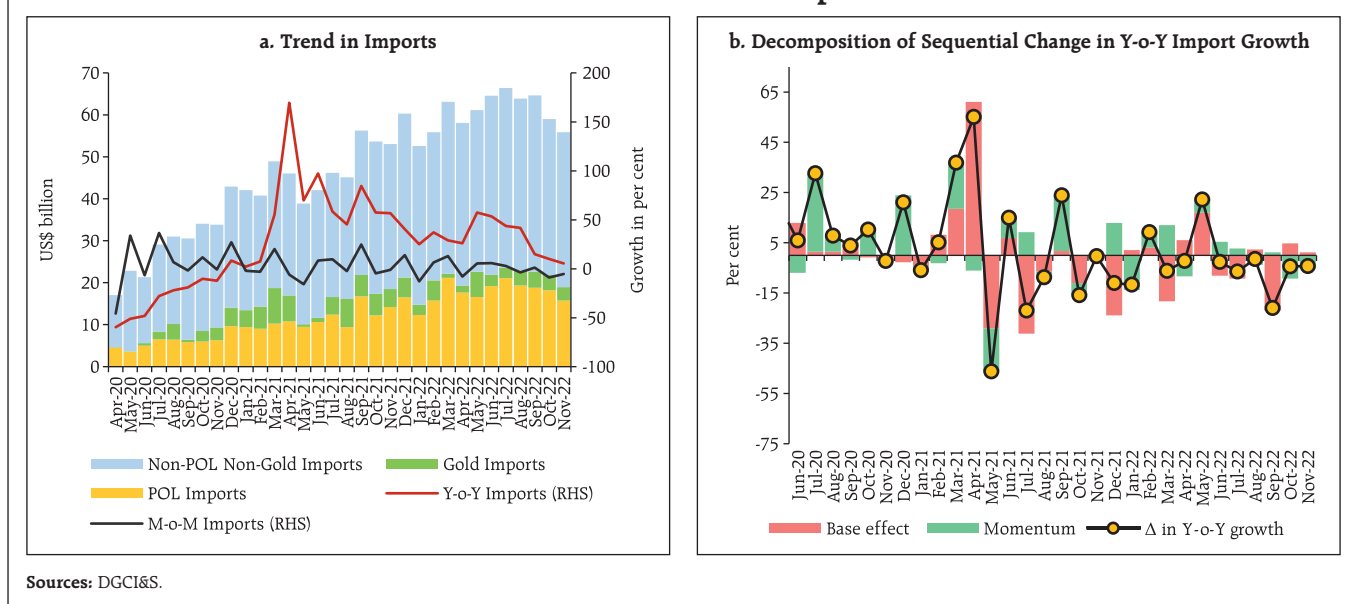 a. Trend in Imports
70
60
50
40
30
20
10
0
US$ billion
200
150
100
50
0
-50
-100
Growth in per cent
Apr-20
May-20
Jun-20
Jul-20
Aug-20
Sep-20
Oct-20
Nov-20
Dec-20
Jan-21
Feb-21
Mar-21
Apr-21
May-21
Jun-21
Jul-21
Aug-21
Sep-21
Oct-21
Nov-21
Dec-21
Jan-22
Feb-22
Mar-22
Apr-22
May-22
Jun-22
Jul-22
Aug-22
Sep-22
Oct-22
Nov-22
Non-POL Non-Gold Imports
Gold Imports
POL Imports
Y-o-Y Imports (RHS)
M-o-M Imports (RHS)
b. Decomposition of Sequential Change in Y-o-Y Import Growth
65
45
25
5
-15
-35
-55
-75
Per cent
Jun-20
Jul-20
Aug-20
Sep-20
Oct-20
Nov-20
Dec-20
Jan-21
Feb-21
Mar-21
Apr-21
May-21
Jun-21
Jul-21
Aug-21
Sep-21
Oct-21
Nov-21
Dec-21
Jan-22
Feb-22
Mar-22
Apr-22
May-22
Jun-22
Jul-22
Aug-22
Sep-22
Oct-22
Nov-22
Base effect
Momentum
Δ in Y-o-Y growth
Sources: DGCI&S.